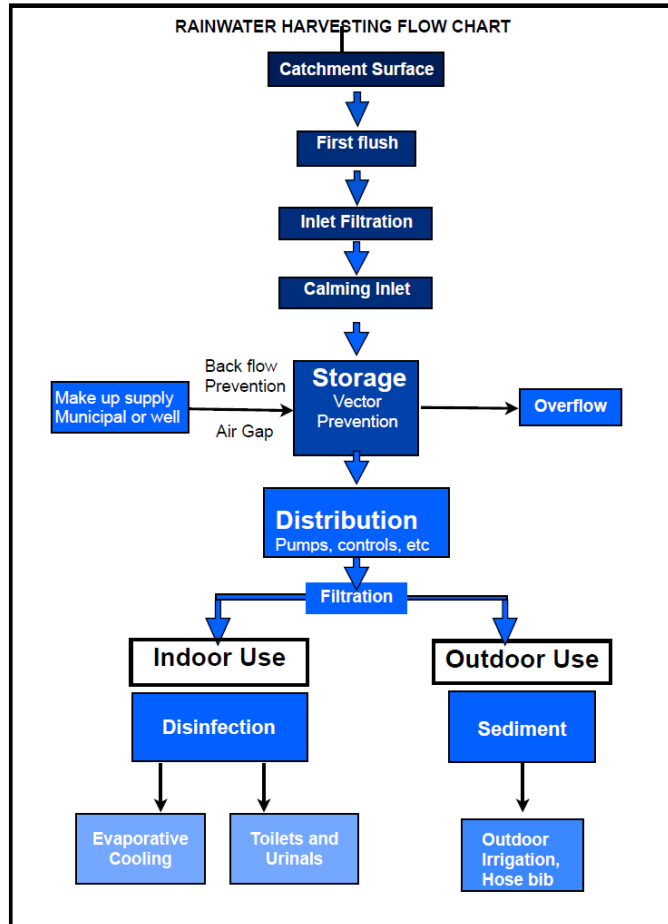 RAINWATER HARVESTING FLOW CHART
Catchment Surface
First flush
Inlet Filtration
Calming Inlet
Back flow
Prevention
Make up supply
Municipal or well
Air Gap
Storage
Vector
Prevention
Overflow
Distribution
Pumps, controls, etc
Filtration
Indoor Use
Outdoor Use
Disinfection
Sediment
Evaporative
Cooling
Toilets and
Urinals
Outdoor
Irrigation,
Hose bib